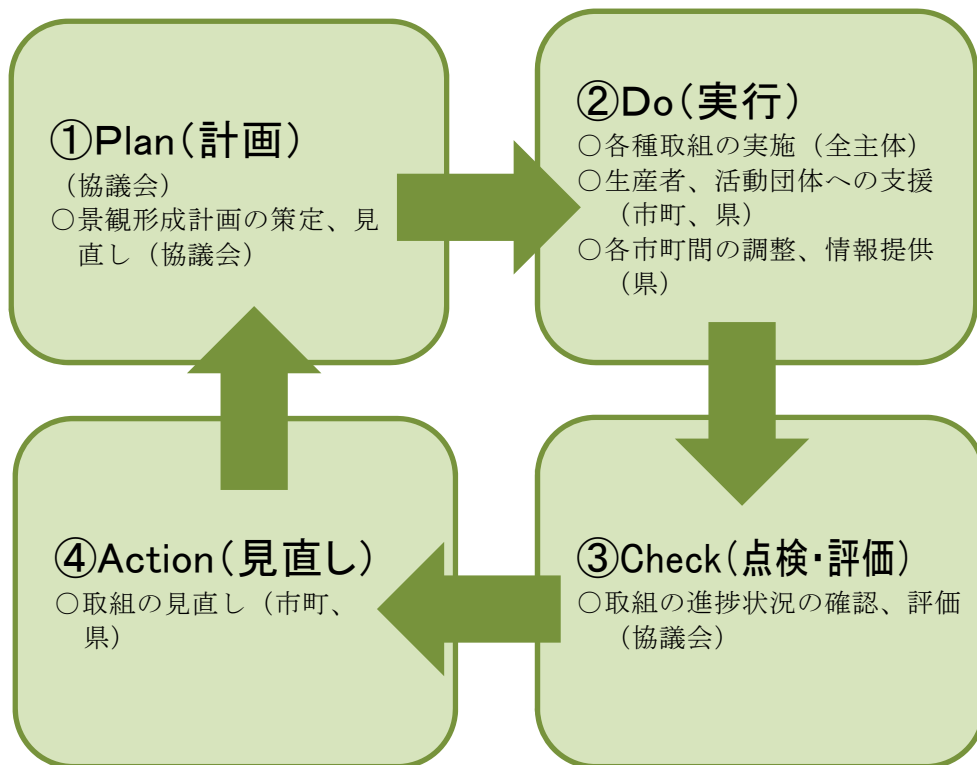 ①Plan(計画)
(協議会)
○景観形成計画の策定、見
直し(協議会)
②Do(実行)
○各種取組の実施(全主体)
○生産者、活動団体への支援
(市町、県)
○各市町間の調整、情報提供
(県)
③Check(点検・評価)
○取組の進捗状況の確認、評価
(協議会)
④Action(見直し)
○取組の見直し(市町、
県)